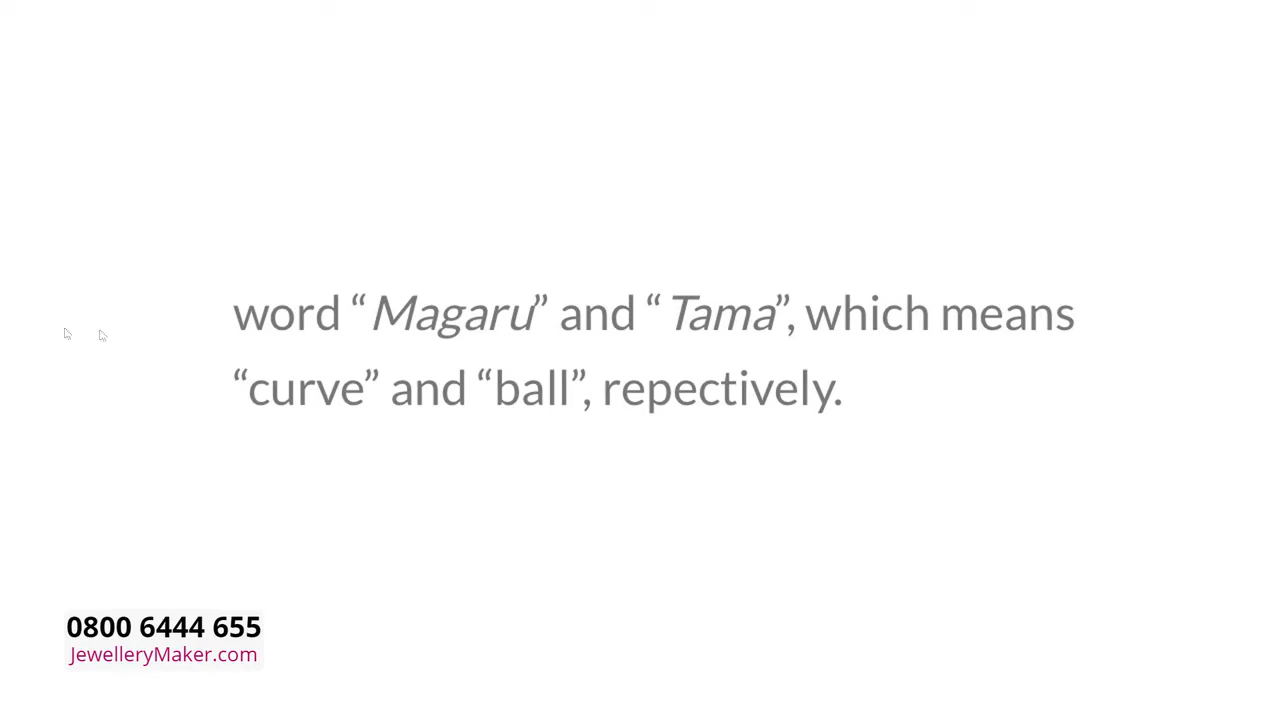 word “Magaru” and “Tama”, which means
“curve” and “ball”, repectively.
0800 6444 655
JewelleryMaker.com